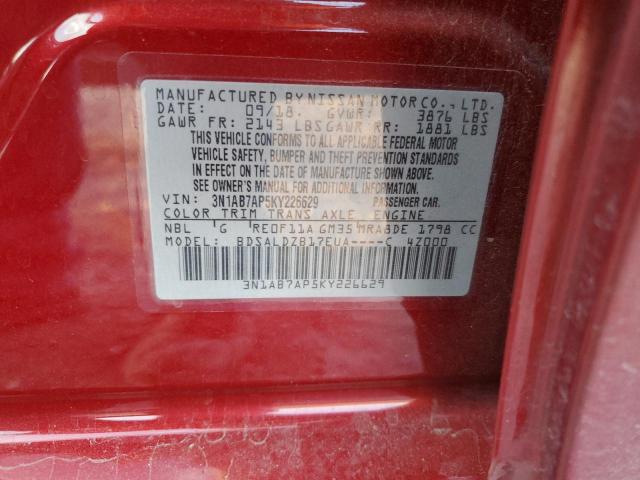 MANUFACTURED BY NISSAN MOTOR CO., LTD.
DATE: 09/18. GVWR: 3876 LBS
GAWR FR: 2143 LBS GAWR RR: 1881 LBS
THIS VEHICLE CONFORMS TO ALL APPLICABLE FEDERAL MOTOR
VEHICLE SAFETY, BUMPER AND THEFT PREVENTION STANDARDS
IN EFFECT ON THE DATE OF MANUFACTURE SHOWN ABOVE.
SEE OWNER'S MANUAL FOR ADDITIONAL INFORMATION.
VIN: 3N1AB7AP5KY226629 PASSENGER CAR.
COLOR TRIM TRANS AXLE ENGINE
NBL G RE0F11A GM35 MRA8DE 1798 CC
MODEL: BDSALDZB17EUA----C 4Z000
3N1AB7AP5KY226629